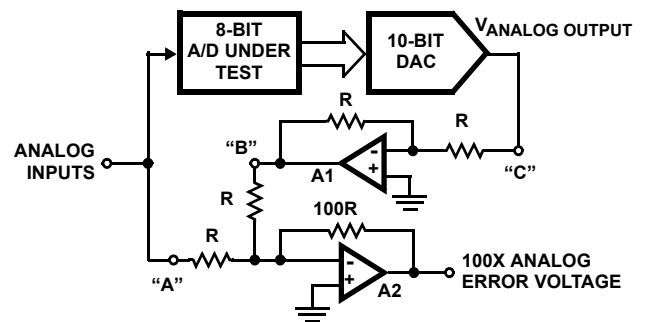 8-BIT
A/D UNDER
TEST
10-BIT
DAC
VANALOG OUTPUT
R
R
ANALOG
INPUTS
“B”
-
+
A1
“C”
R
100R
R
“A”
-
+
A2
100X ANALOG
ERROR VOLTAGE